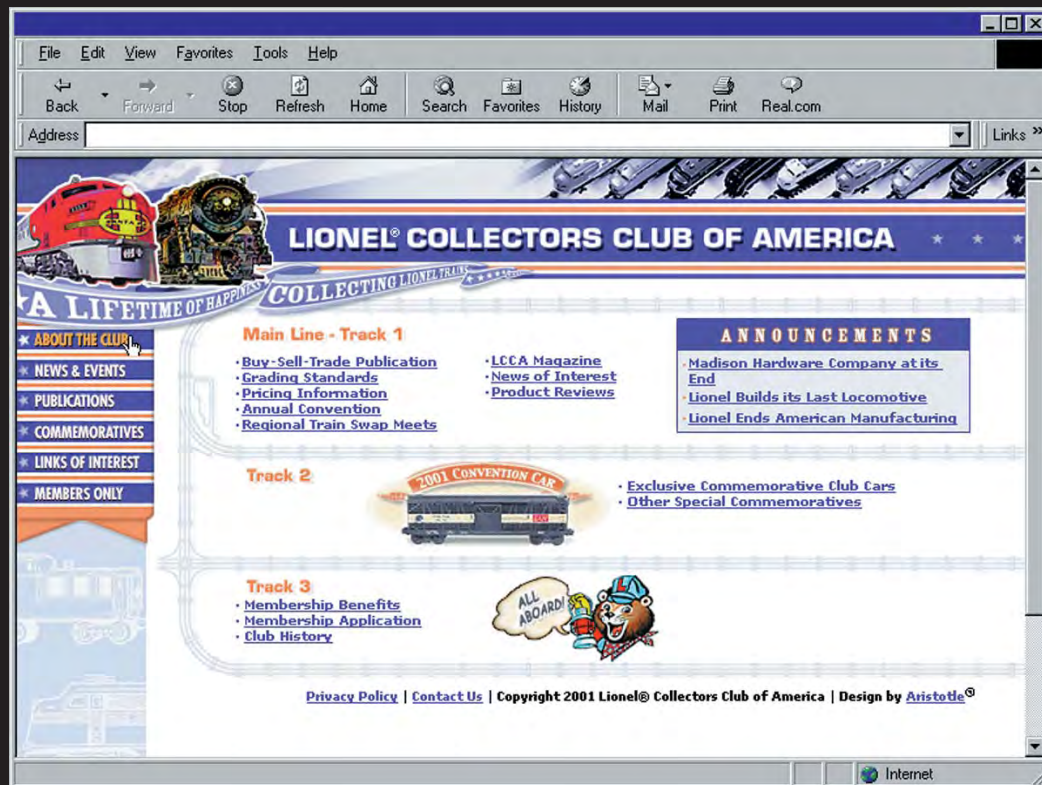 File Edit View Favorites Tools Help
Back Forward Stop Refresh Home Search Favorites History Mail Print Real.com
Address Links »
LIONEL® COLLECTORS CLUB OF AMERICA
A LIFETIME OF HAPPINESS COLLECTING LIONEL TRAINS
ABOUT THE CLUB
NEWS & EVENTS
PUBLICATIONS
COMMEMORATIVES
LINKS OF INTEREST
MEMBERS ONLY
Main Line - Track 1
·Buy-Sell-Trade Publication
·Grading Standards
·Pricing Information
·Annual Convention
·Regional Train Swap Meets
·LCCA Magazine
·News of Interest
·Product Reviews
ANNOUNCEMENTS
·Madison Hardware Company at its
End
·Lionel Builds its Last Locomotive
·Lionel Ends American Manufacturing
Track 2
2001 CONVENTION CAR
· Exclusive Commemorative Club Cars
· Other Special Commemoratives
Track 3
· Membership Benefits
· Membership Application
· Club History
ALL
ABOARD!
Privacy Policy | Contact Us | Copyright 2001 Lionel® Collectors Club of America | Design by Aristotle®
Internet